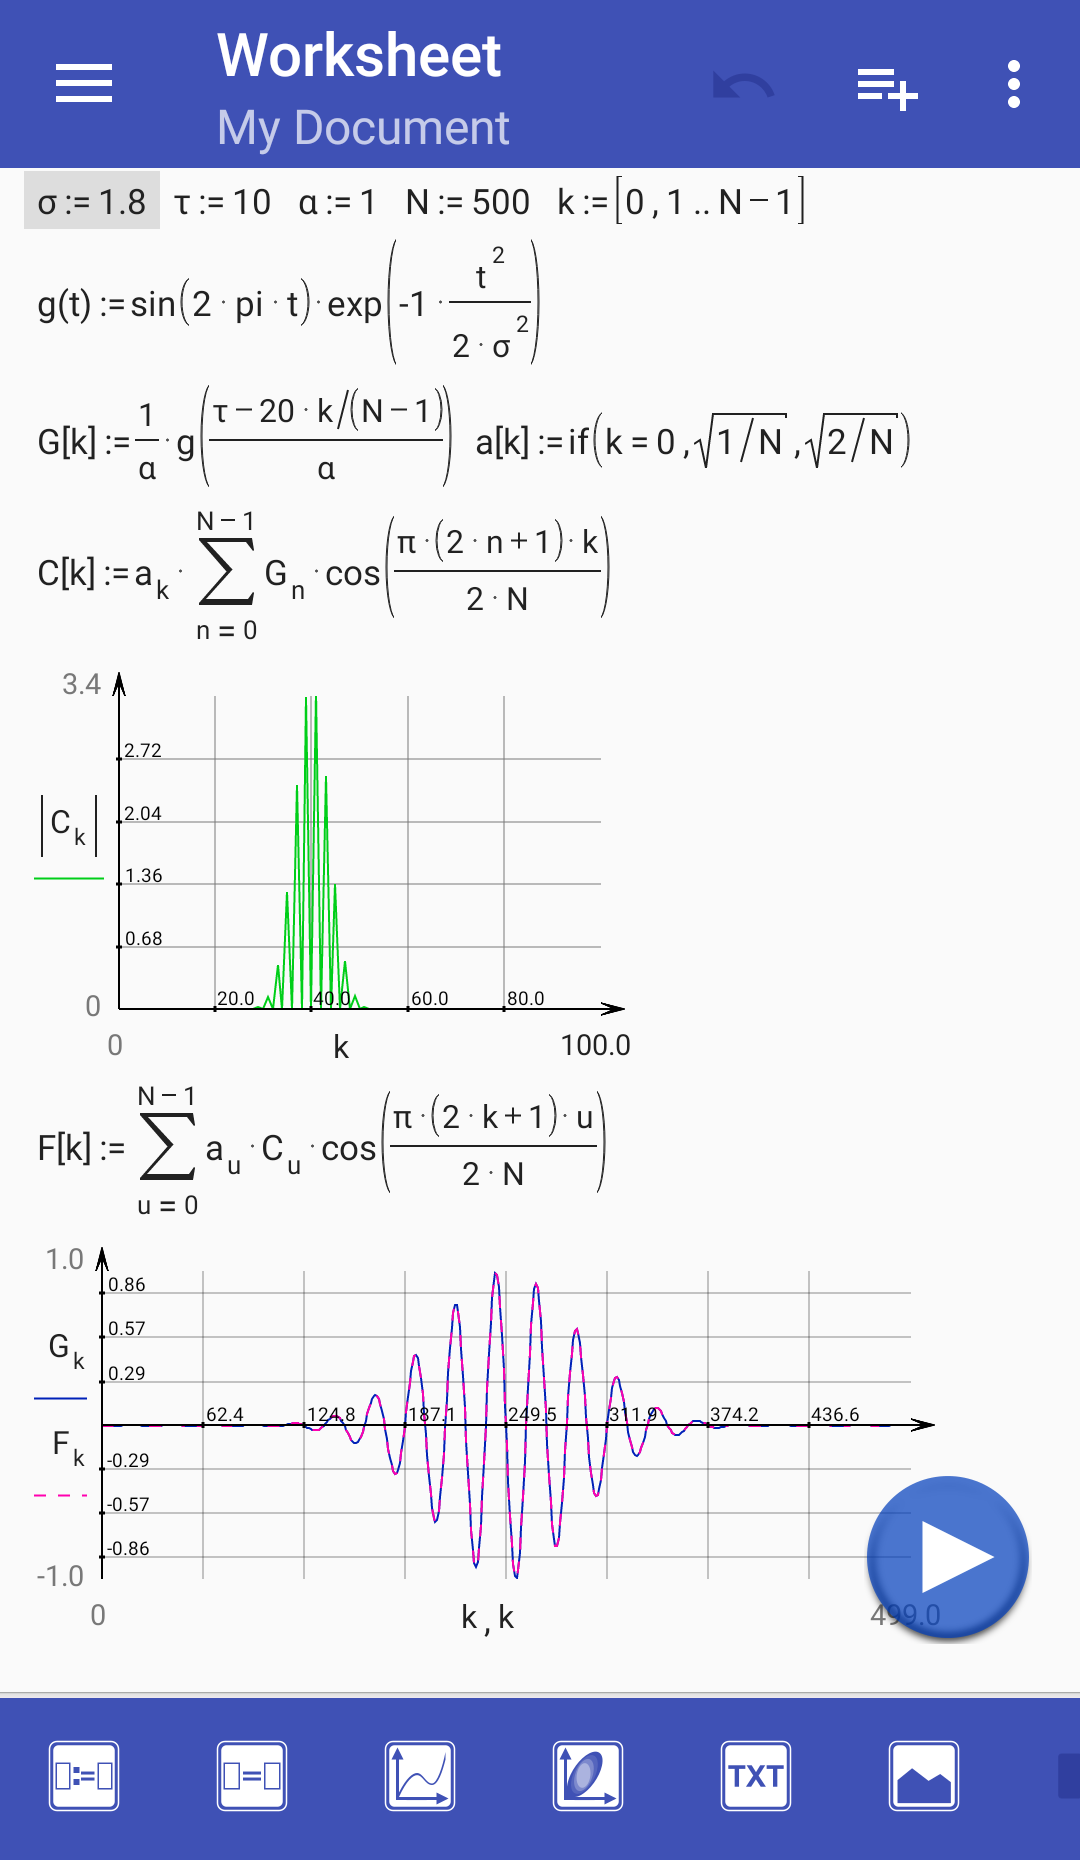 Worksheet
My Document
σ := 1.8 τ := 10 α := 1 N := 500 k := [0 , 1 .. N − 1]
g(t) := sin(2 · pi · t) · exp(-1 · t^2 / (2 · σ^2))
G[k] := 1/α · g((τ − 20 · k/(N − 1))/α) a[k] := if(k = 0 , √(1/N) , √(2/N))
C[k] := a_k · ∑_{n = 0}^{N − 1} G_n · cos((π · (2 · n + 1) · k)/(2 · N))
3.4
2.72
|C_k|
2.04
1.36
0.68
0
20.0 40.0 60.0 80.0
0 k 100.0
F[k] := ∑_{u = 0}^{N − 1} a_u · C_u · cos((π · (2 · k + 1) · u)/(2 · N))
1.0
0.86
0.57
G_k
0.29
62.4 124.8 187.1 249.5 311.9 374.2 436.6
F_k
-0.29
-0.57
-0.86
-1.0
0 k , k 499.0
:= = TXT